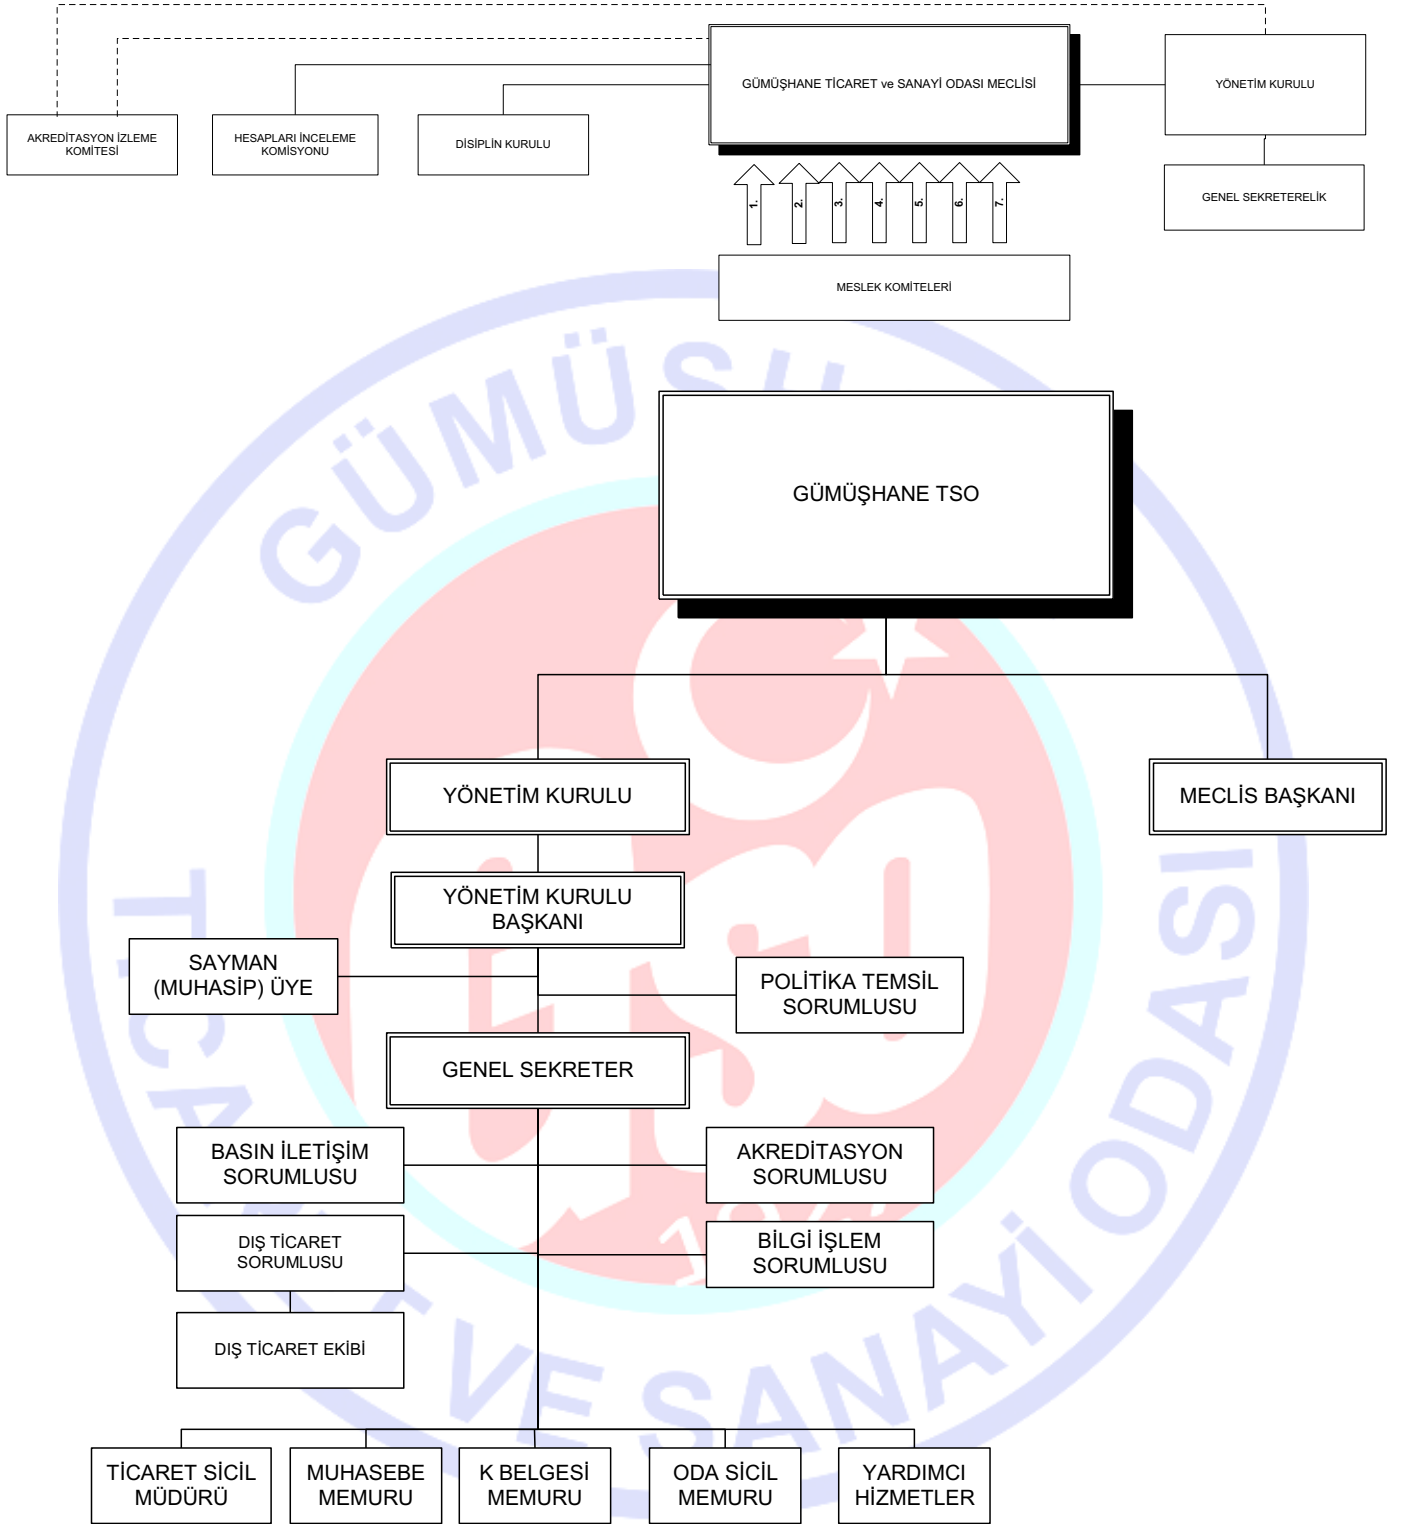 GÜMÜŞHANE TİCARET ve SANAYİ ODASI MECLİSİ
YÖNETİM KURULU
AKREDİTASYON İZLEME
KOMİTESİ
HESAPLARI İNCELEME
KOMİSYONU
DİSİPLİN KURULU
GENEL SEKRETERELİK
1.
2.
3.
4.
5.
6.
7.
MESLEK KOMİTELERİ
GÜMÜŞH
GÜMÜŞHANE TSO
YÖNETİM KURULU
MECLİS BAŞKANI
YÖNETİM KURULU
BAŞKANI
SAYMAN
(MUHASİP) ÜYE
POLİTİKA TEMSİL
SORUMLUSU
GENEL SEKRETER
BASIN İLETİŞİM
SORUMLUSU
AKREDİTASYON
SORUMLUSU
DIŞ TİCARET
SORUMLUSU
BİLGİ İŞLEM
SORUMLUSU
DIŞ TİCARET EKİBİ
TİCARET SİCİL
MÜDÜRÜ
MUHASEBE
MEMURU
K BELGESİ
MEMURU
ODA SİCİL
MEMURU
YARDIMCI
HİZMETLER
VE SANAYİ ODASI